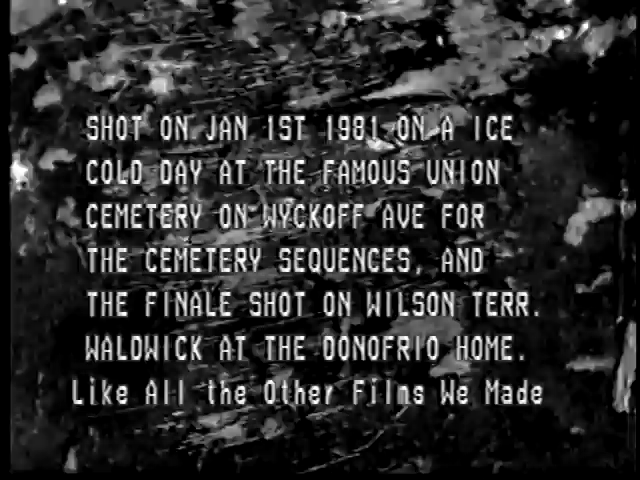 SHOT ON JAN 1ST 1981 ON A ICE
COLD DAY AT THE FAMOUS UNION
CEMETERY ON WYCKOFF AVE FOR
THE CEMETERY SEQUENCES, AND
THE FINALE SHOT ON WILSON TERR.
WALDWICK AT THE DONOFRIO HOME.
Like All the Other Films We Made